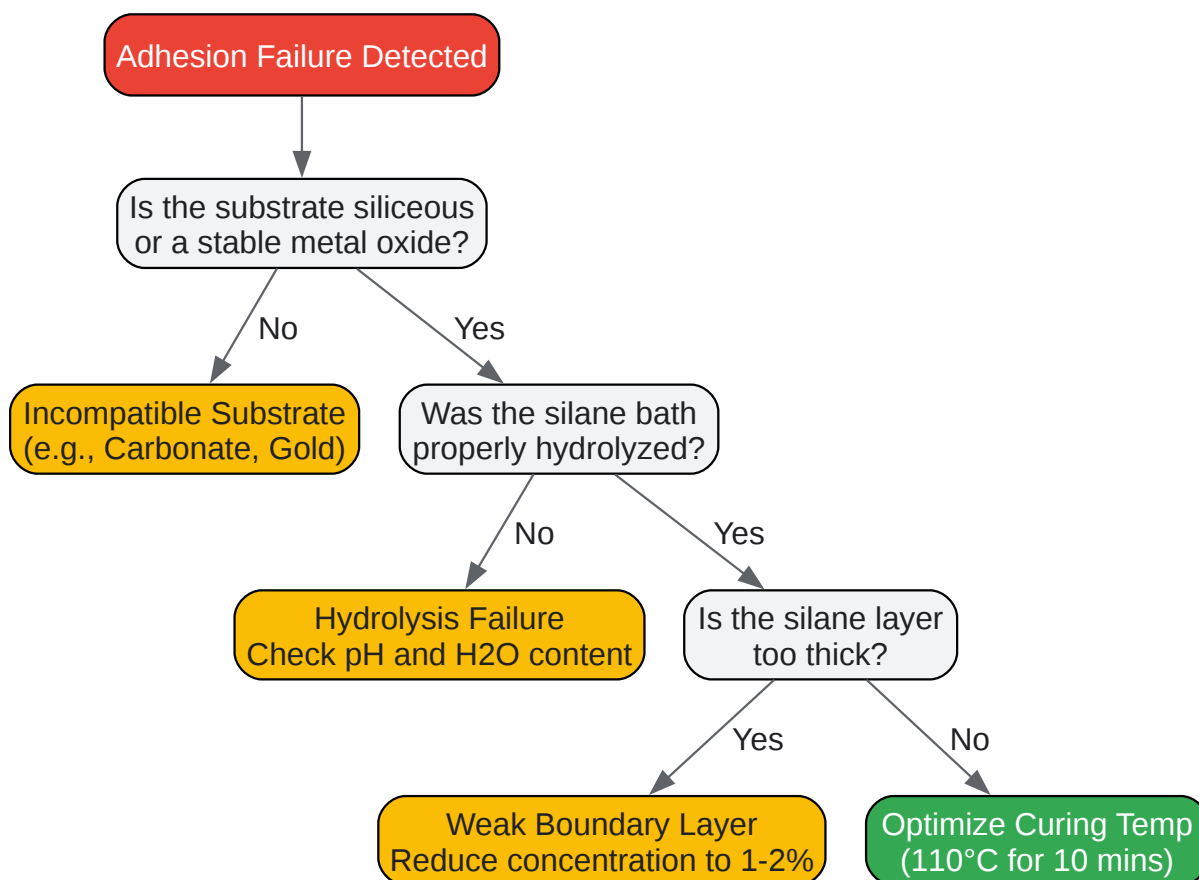 Adhesion Failure Detected
Is the substrate siliceous
or a stable metal oxide?
No
Yes
Incompatible Substrate
(e.g., Carbonate, Gold)
Was the silane bath
properly hydrolyzed?
No
Yes
Hydrolysis Failure
Check pH and H2O content
Is the silane layer
too thick?
Yes
No
Weak Boundary Layer
Reduce concentration to 1-2%
Optimize Curing Temp
(110°C for 10 mins)